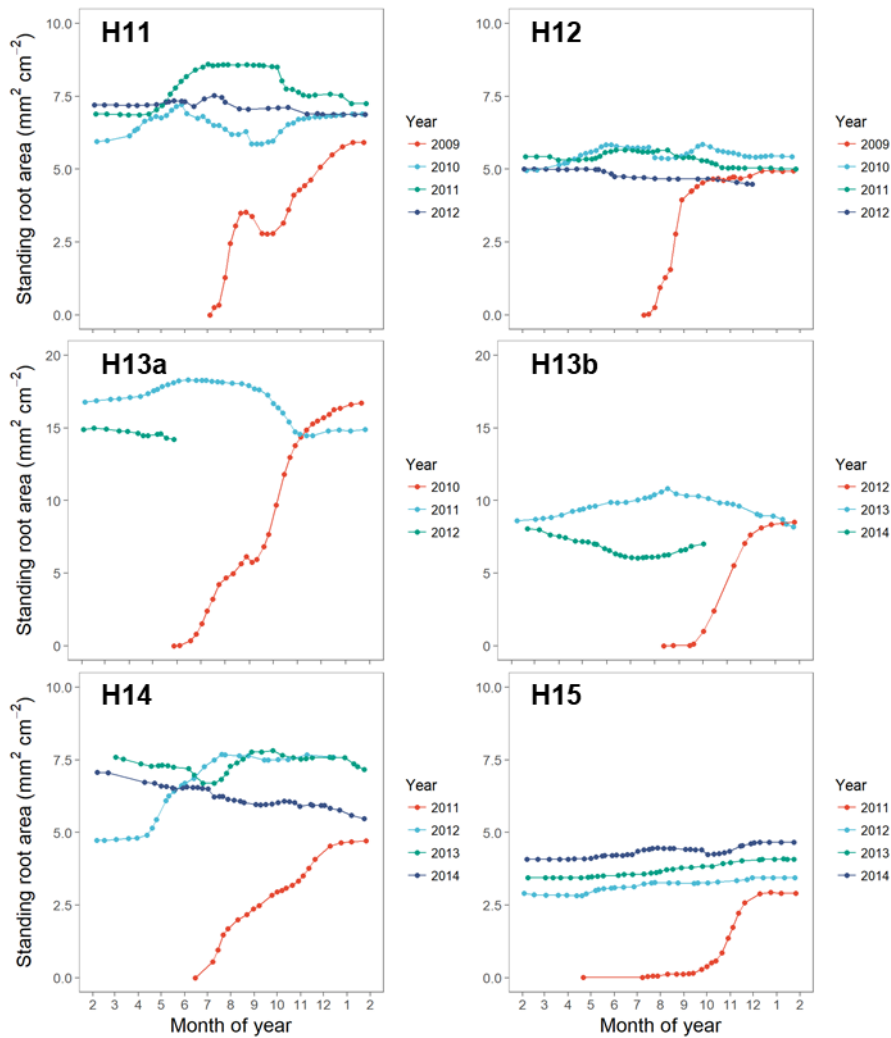 H11
Standing root area (mm² cm⁻²)
10.0
7.5
5.0
2.5
0.0
Year
2009
2010
2011
2012
H12
10.0
7.5
5.0
2.5
0.0
Year
2009
2010
2011
2012
H13a
Standing root area (mm² cm⁻²)
20
15
10
5
0
Year
2010
2011
2012
H13b
20
15
10
5
0
Year
2012
2013
2014
H14
Standing root area (mm² cm⁻²)
10.0
7.5
5.0
2.5
0.0
2 3 4 5 6 7 8 9 10 11 12 1 2
Month of year
Year
2011
2012
2013
2014
H15
10.0
7.5
5.0
2.5
0.0
2 3 4 5 6 7 8 9 10 11 12 1 2
Month of year
Year
2011
2012
2013
2014